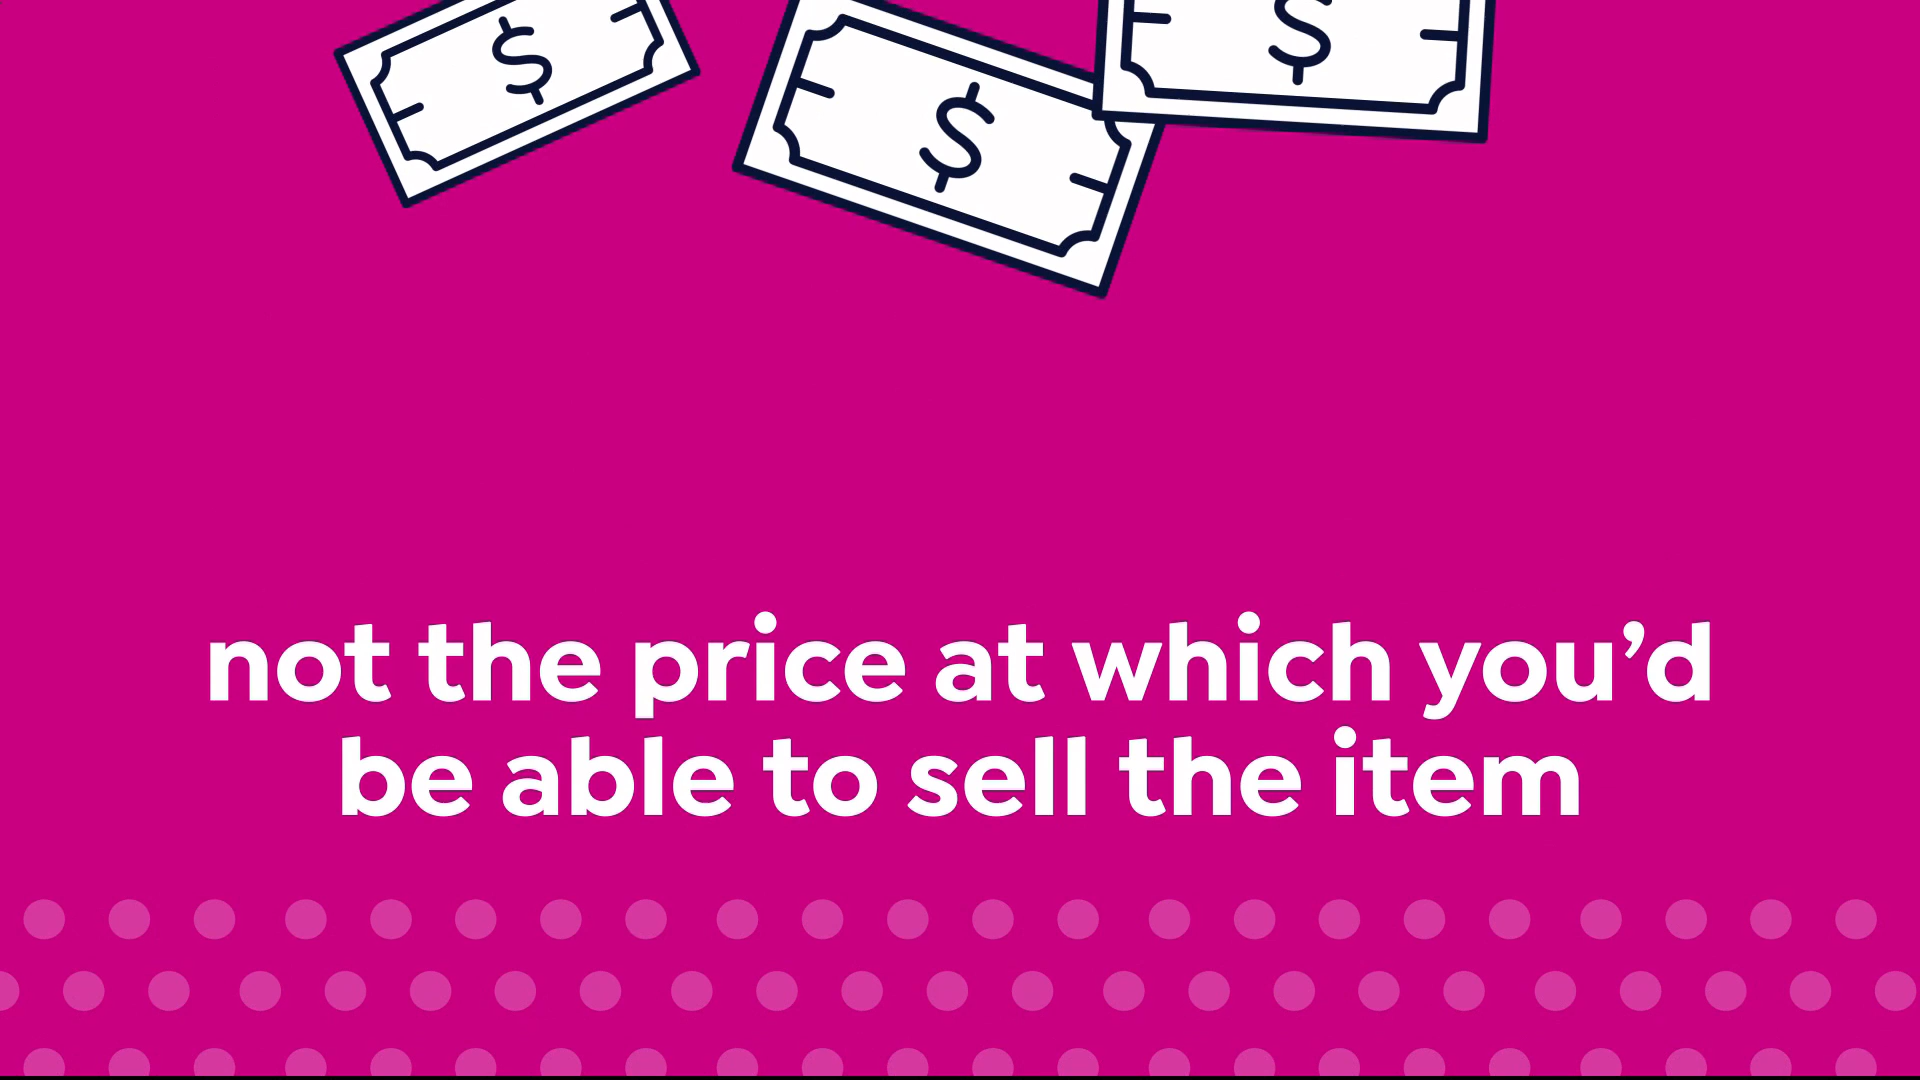 $ $ $
not the price at which you’d
be able to sell the item